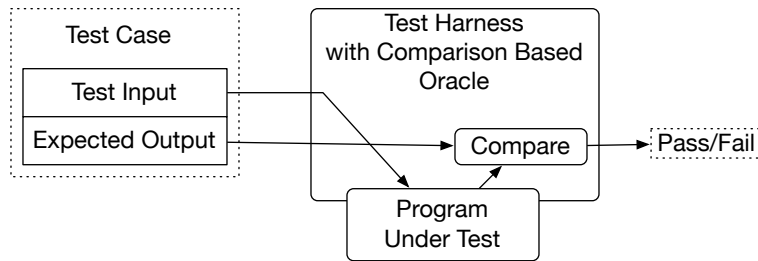 Test Case
Test Input
Expected Output
Test Harness
with Comparison Based
Oracle
Compare
Pass/Fail
Program
Under Test